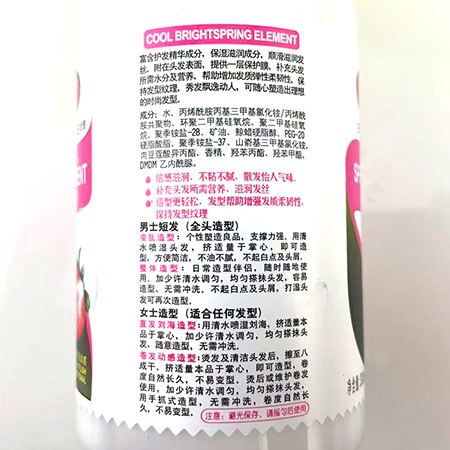 COOL BRIGHTSPRING ELEMENT
富含护发精华成分,保湿滋润成分,顺滑滋润发
丝、附在头发表面,提供一层保护膜、补充头发
所需水分及营养。帮助增加发质弹性柔韧性。保
持发型纹理,秀发飘逸动人、可随心塑造出理想
的时尚发型。
成分:水、丙烯酰胺丙基三甲基氯化铵/丙烯酰
胺共聚物、环聚二甲基硅氧烷、聚二甲基硅氧
烷、聚季铵盐-28、矿油、鲸蜡硬脂醇、PEG-20
硬脂酸酯、聚季铵盐-37、山嵛基三甲基氯化铵、
肉豆蔻酸异丙酯、香精、羟苯丙酯、羟苯甲酯、
DMDM 乙内酰脲。
倍感滋润,不粘不腻,散发怡人气味。
补充头发所需营养、滋润发丝
造型更轻松,发型帮助增强发质柔韧性,
保持发型纹理
男士短发(全头造型)
凌乱造型:个性塑造良品,支撑力强,用清
水喷湿头发,挤适量于掌心,即可造
型、方便简洁,不油不腻,不起白点及头屑。
整体造型:日常造型伴侣,随时随地使
用,加少许清水调匀,均匀搽抹头发,容易
造型,无需冲洗,不起白点及头屑,打湿头
发可再次造型。
女士造型(适合任何发型)
直发刘海造型:用清水喷湿刘海,挤适量本
品于掌心,加少许清水调匀,均匀搽抹头
发、随意造型,无需冲洗。
卷发动感造型:烫发及清洁头发后,擦至八
成干,挤适量本品于掌心,即可造型,卷
度自然长久,不易变型。烫后或维护卷发
使用,加少许清水调匀,均匀搽抹头发,
用手抓式造型,无需冲洗,卷度自然长
久,不易变型。
注意:避光保存、请摇匀后使用